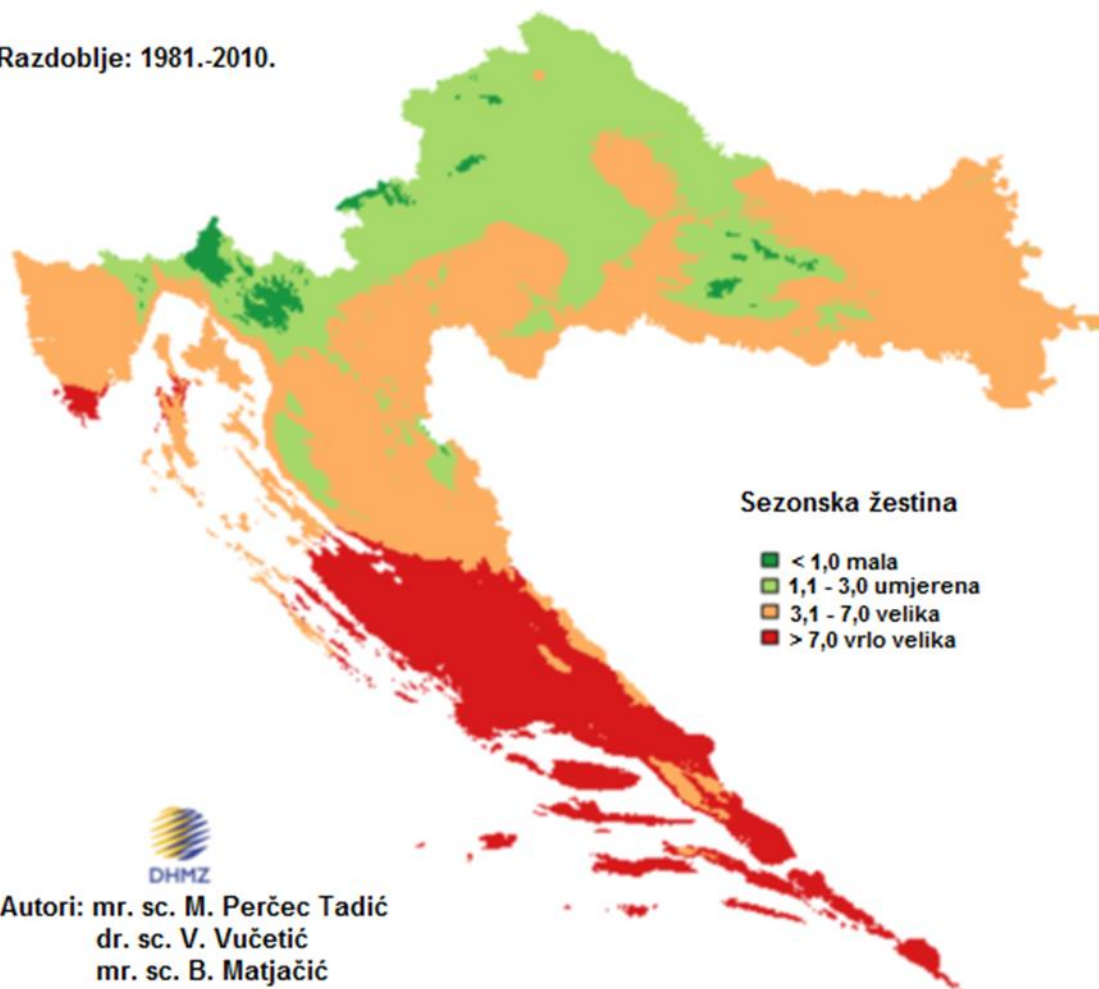 Razdoblje: 1981.-2010.
Sezonska žestina
< 1,0 mala
1,1 - 3,0 umjerena
3,1 - 7,0 velika
> 7,0 vrlo velika
DHMZ
Autori: mr. sc. M. Perčec Tadić
dr. sc. V. Vučetić
mr. sc. B. Matjačić